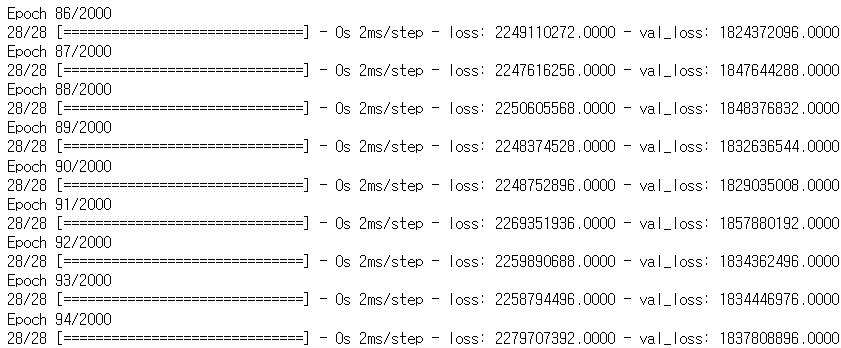 Epoch 86/2000
28/28 [==============================] - 0s 2ms/step - loss: 2249110272.0000 - val_loss: 1824372096.0000
Epoch 87/2000
28/28 [==============================] - 0s 2ms/step - loss: 2247616256.0000 - val_loss: 1847644288.0000
Epoch 88/2000
28/28 [==============================] - 0s 2ms/step - loss: 2250605568.0000 - val_loss: 1848376832.0000
Epoch 89/2000
28/28 [==============================] - 0s 2ms/step - loss: 2248374528.0000 - val_loss: 1832636544.0000
Epoch 90/2000
28/28 [==============================] - 0s 2ms/step - loss: 2248752896.0000 - val_loss: 1829035008.0000
Epoch 91/2000
28/28 [==============================] - 0s 2ms/step - loss: 2269351936.0000 - val_loss: 1857880192.0000
Epoch 92/2000
28/28 [==============================] - 0s 2ms/step - loss: 2259890688.0000 - val_loss: 1834362496.0000
Epoch 93/2000
28/28 [==============================] - 0s 2ms/step - loss: 2258794496.0000 - val_loss: 1834446976.0000
Epoch 94/2000
28/28 [==============================] - 0s 2ms/step - loss: 2279707392.0000 - val_loss: 1837808896.0000